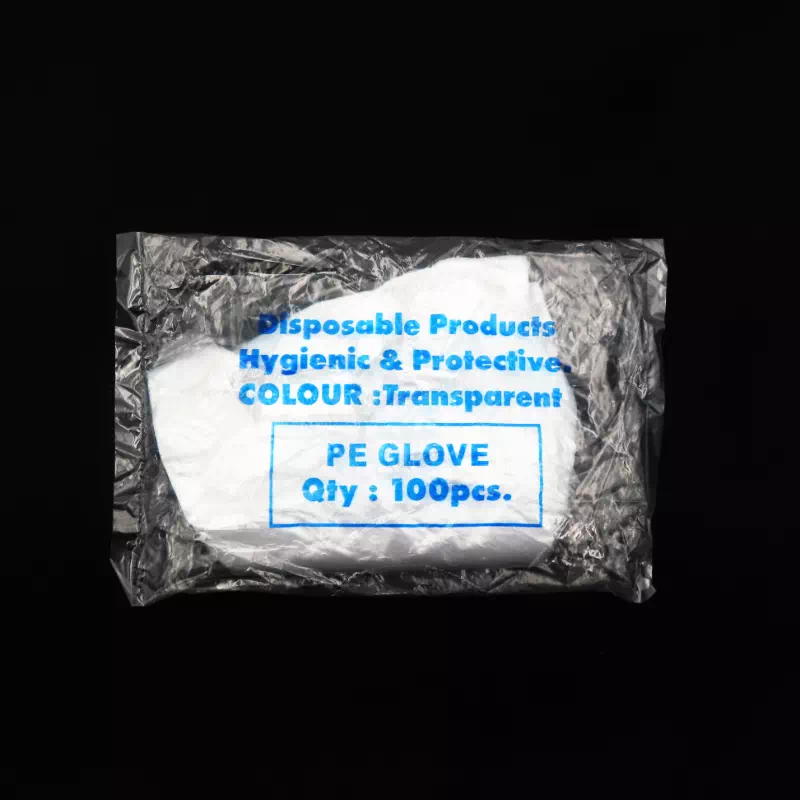 Disposable Products
Hygienic & Protective.
COLOUR :Transparent
PE GLOVE
Qty : 100pcs.